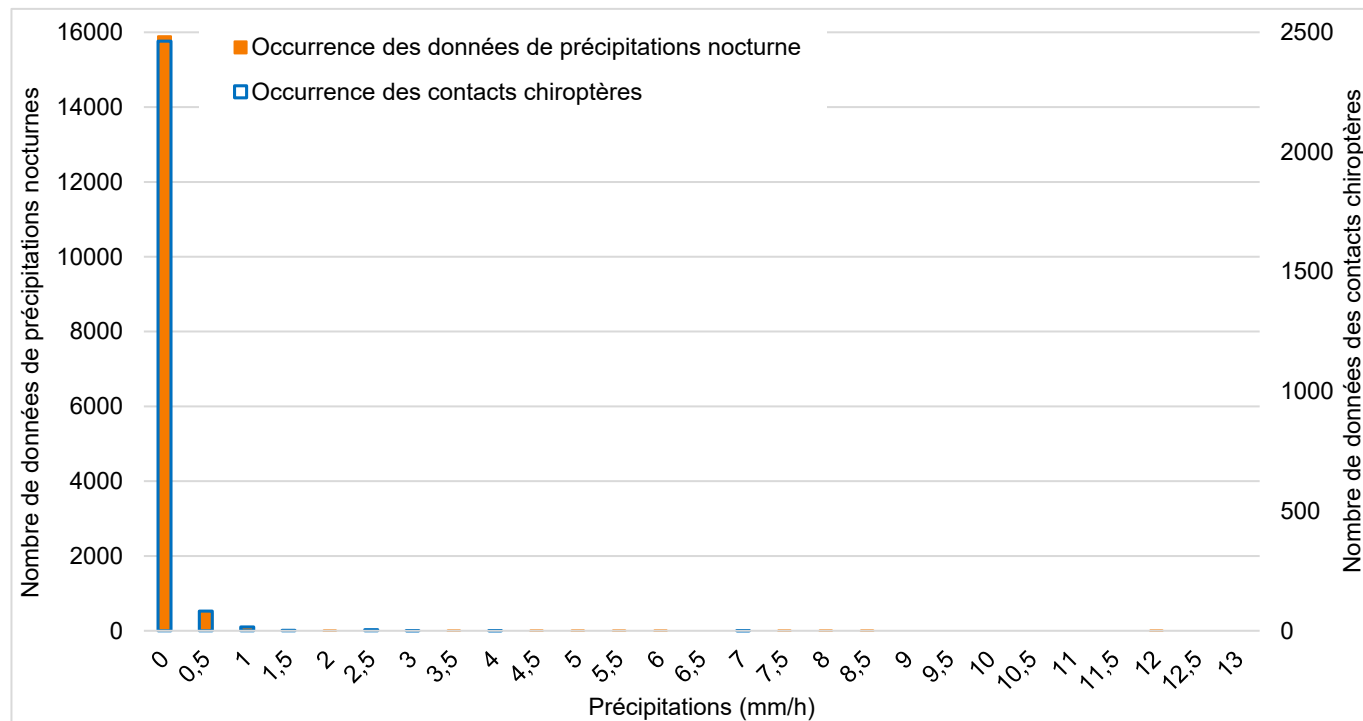 Occurrence des données de précipitations nocturne
Occurrence des contacts chiroptères
Nombre de données de précipitations nocturnes
16000
14000
12000
10000
8000
6000
4000
2000
0
2500
2000
1500
1000
500
0
Nombre de données des contacts chiroptères
0 0,5 1 1,5 2 2,5 3 3,5 4 4,5 5 5,5 6 6,5 7 7,5 8 8,5 9 9,5 10 10,5 11 11,5 12 12,5 13
Précipitations (mm/h)